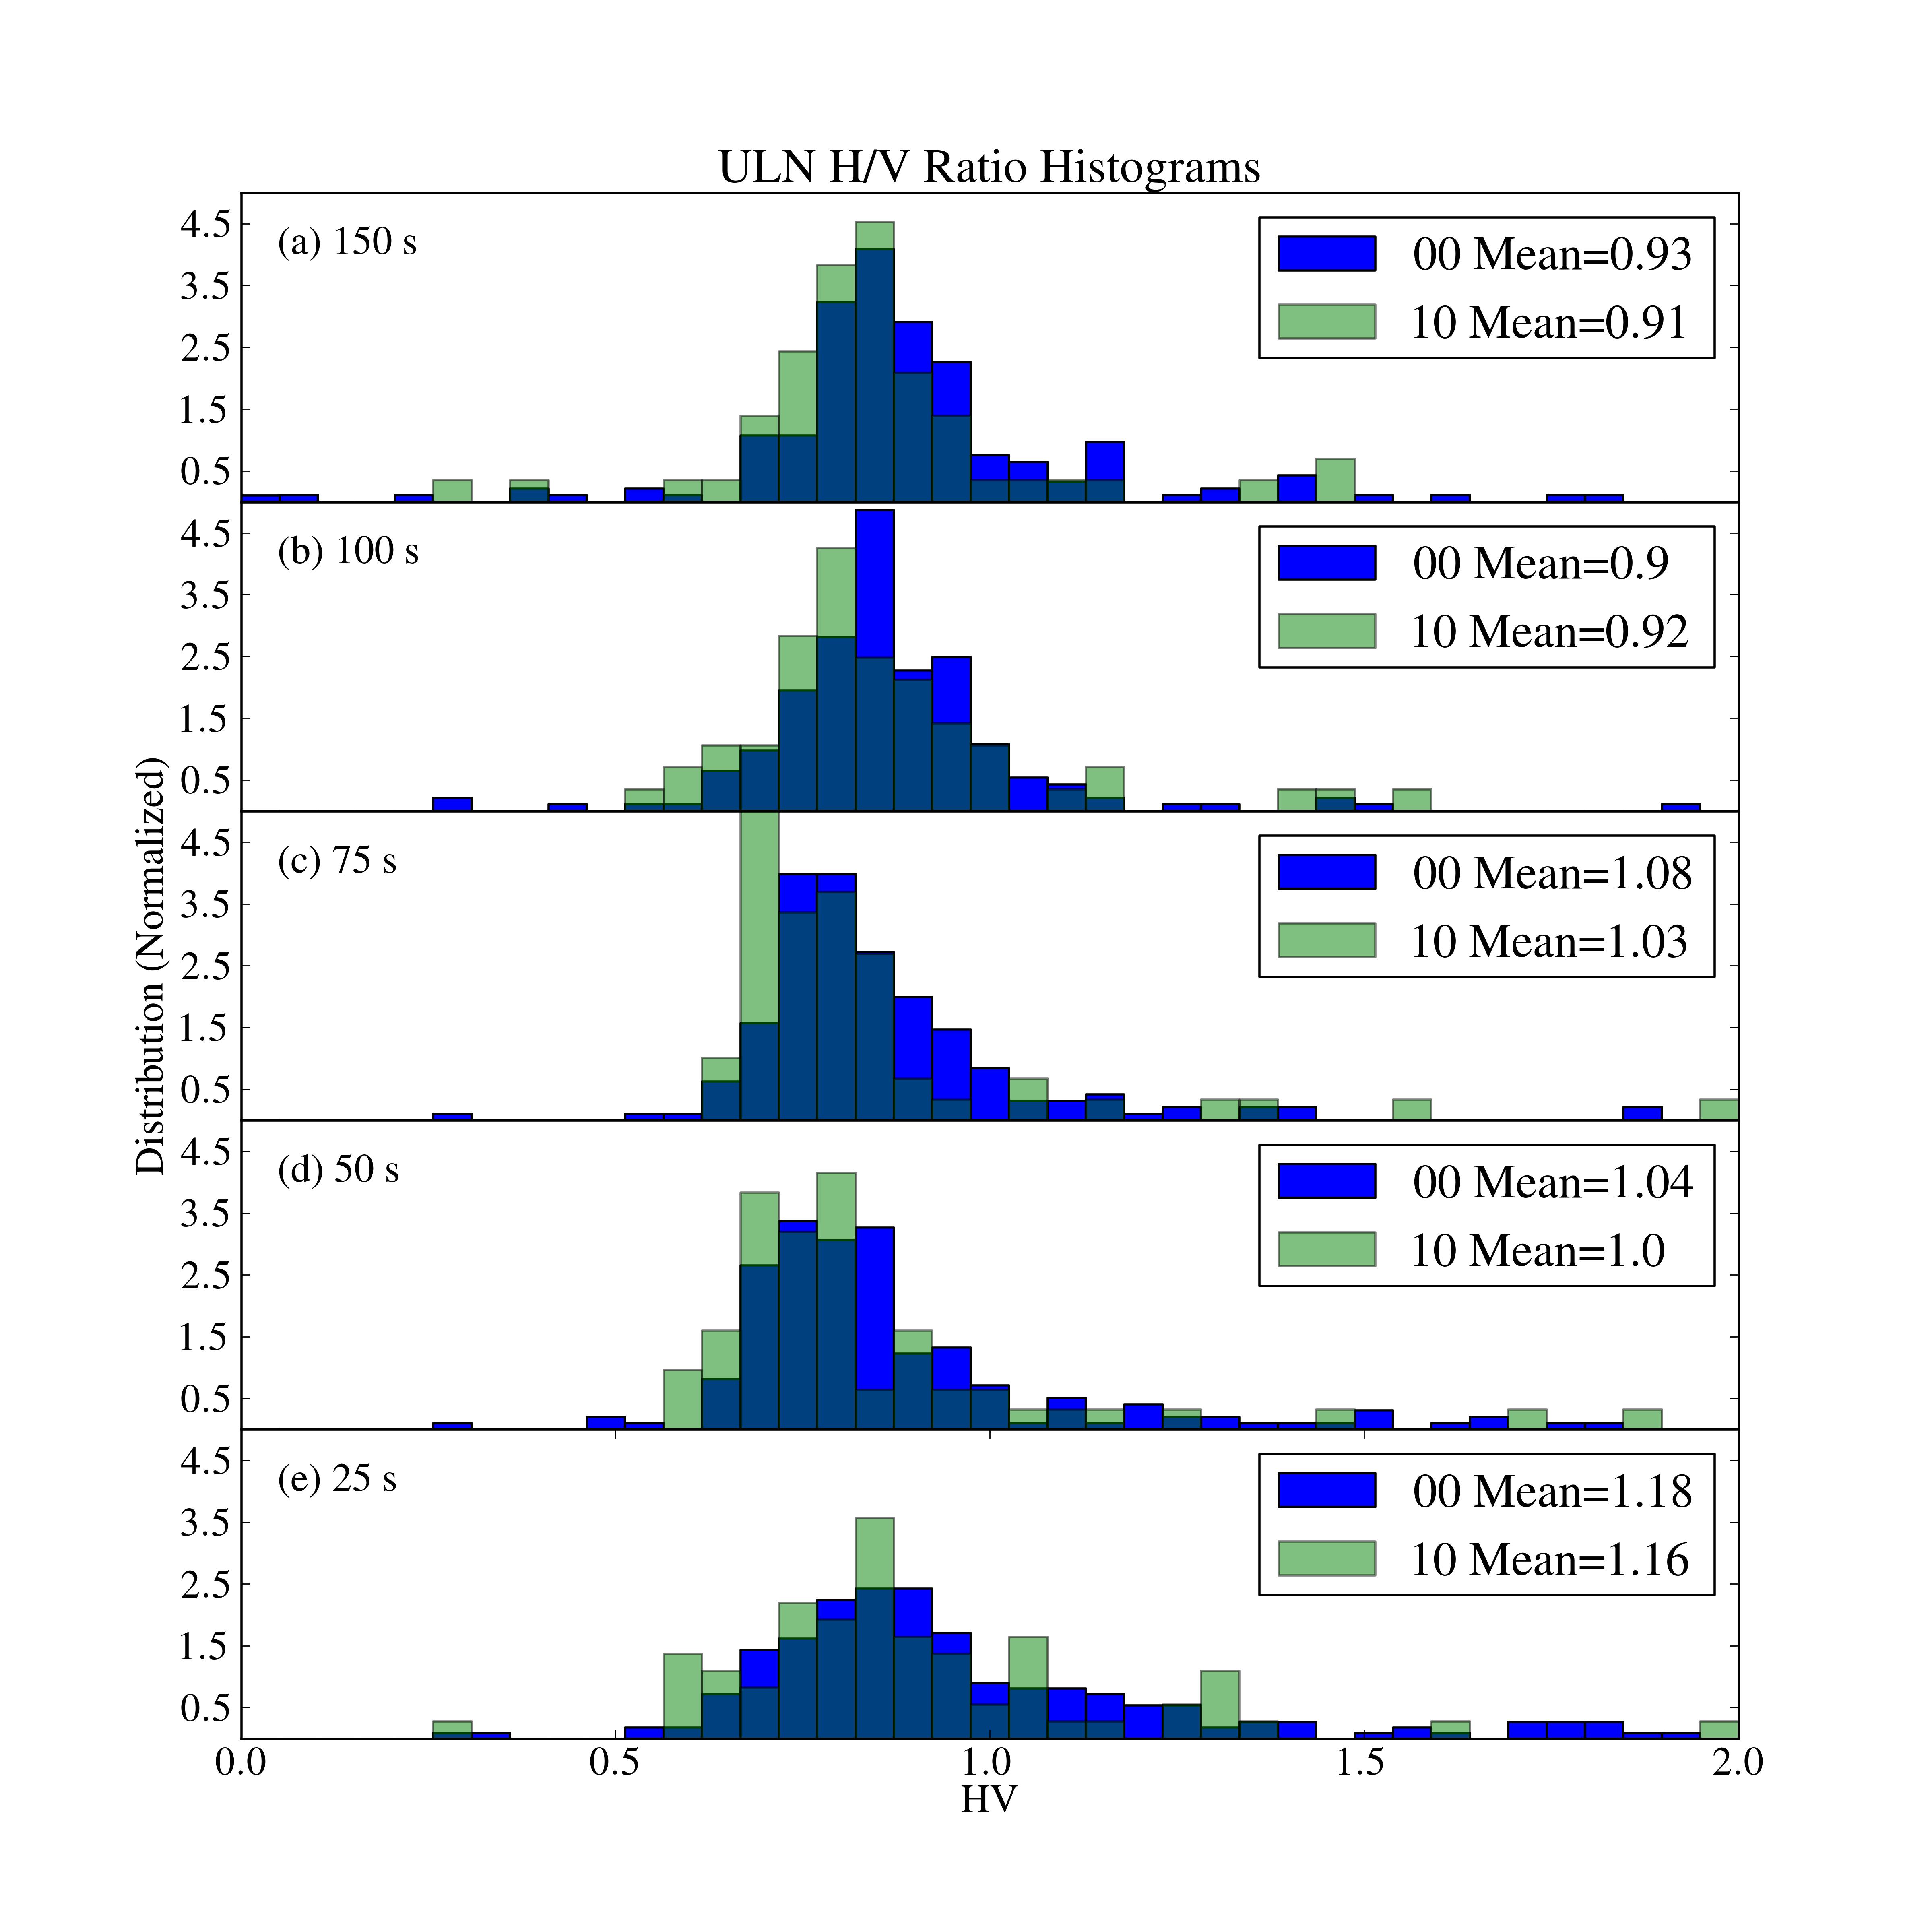 ULN H/V Ratio Histograms
Distribution (Normalized)
4.5
3.5
2.5
1.5
0.5
(a) 150 s
00 Mean=0.93
10 Mean=0.91
4.5
3.5
2.5
1.5
0.5
(b) 100 s
00 Mean=0.9
10 Mean=0.92
4.5
3.5
2.5
1.5
0.5
(c) 75 s
00 Mean=1.08
10 Mean=1.03
4.5
3.5
2.5
1.5
0.5
(d) 50 s
00 Mean=1.04
10 Mean=1.0
4.5
3.5
2.5
1.5
0.5
(e) 25 s
00 Mean=1.18
10 Mean=1.16
0.0 0.5 1.0 1.5 2.0
HV